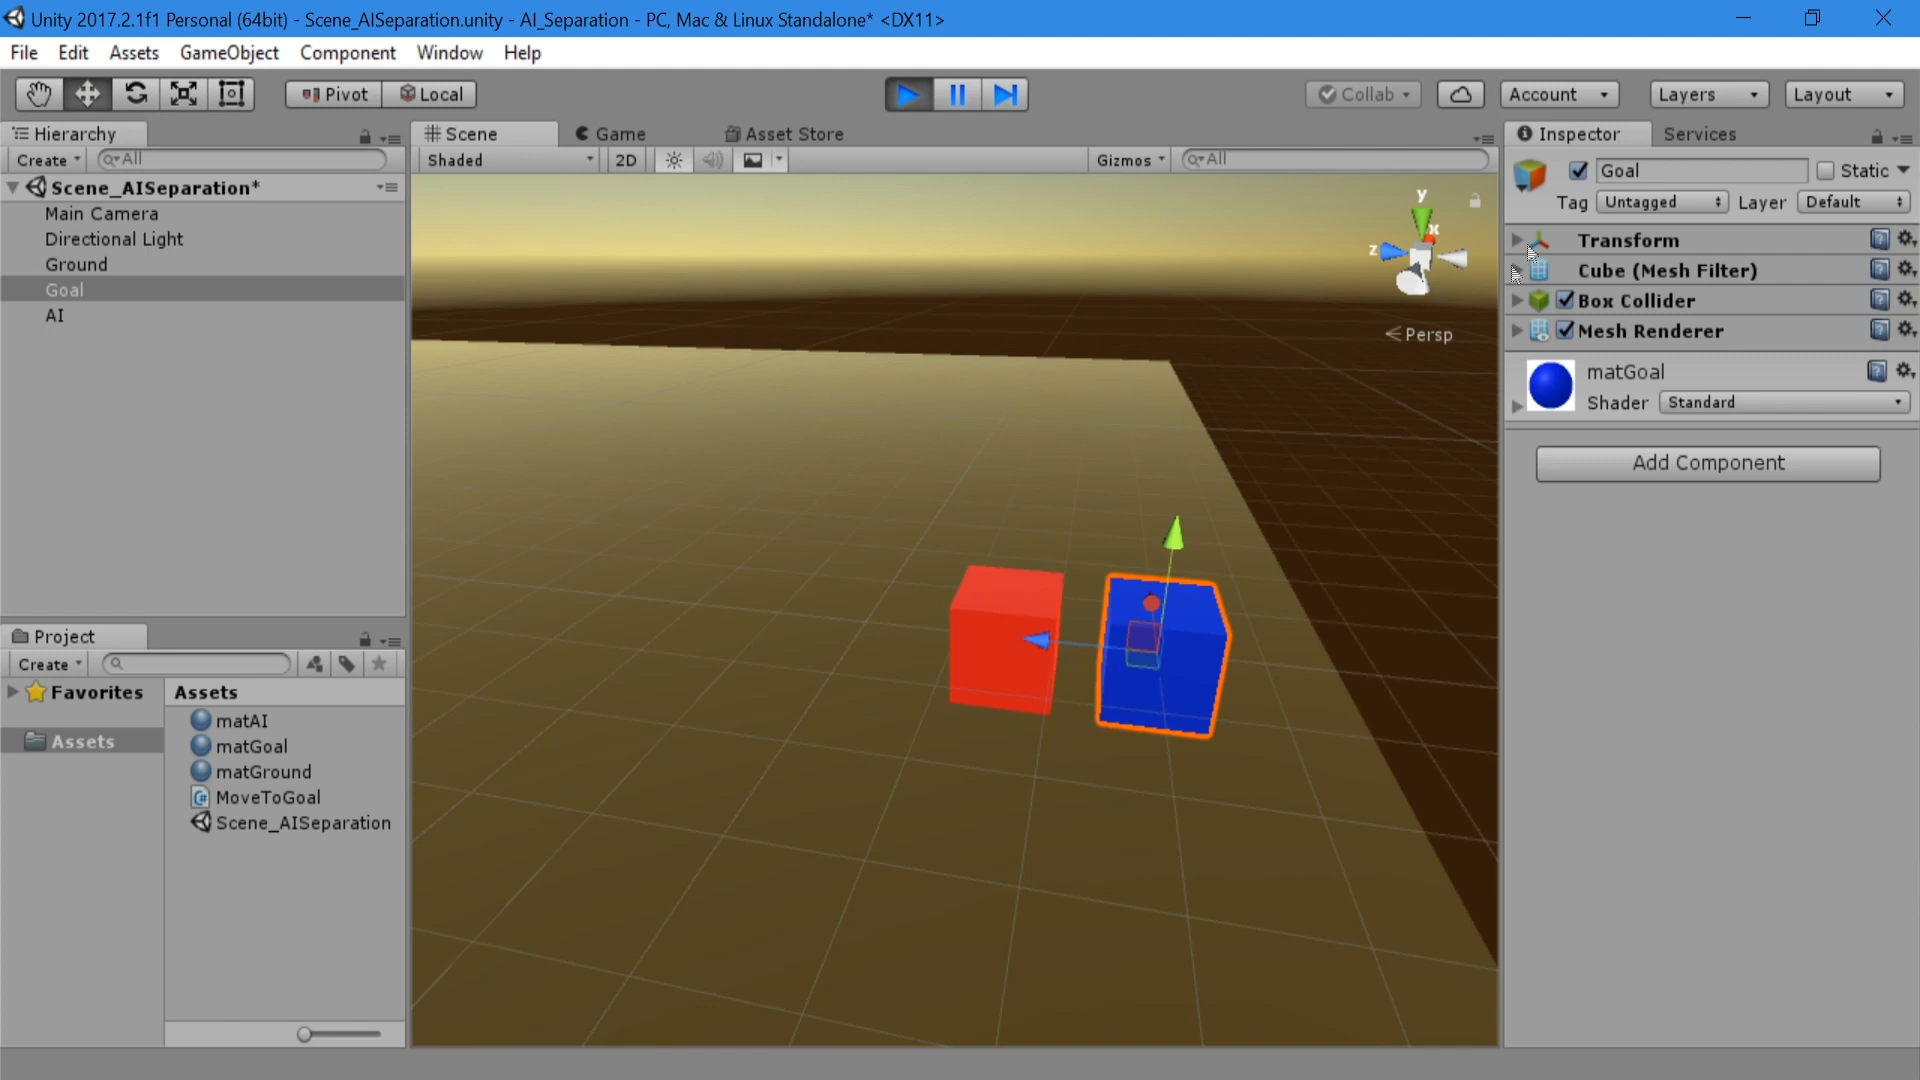 Unity 2017.2.1f1 Personal (64bit) - Scene_AISeparation.unity - AI_Separation - PC, Mac & Linux Standalone* <DX11>
File Edit Assets GameObject Component Window Help
Pivot Local Collab Account Layers Layout
Hierarchy
Create All
Scene_AISeparation*
Main Camera
Directional Light
Ground
Goal
AI
Project
Create
Favorites
Assets
Assets
matAI
matGoal
matGround
MoveToGoal
Scene_AISeparation
Scene Game Asset Store
Shaded 2D Gizmos All
y
x
z
Persp
Inspector Services
Goal Static
Tag Untagged Layer Default
Transform
Cube (Mesh Filter)
Box Collider
Mesh Renderer
matGoal
Shader Standard
Add Component